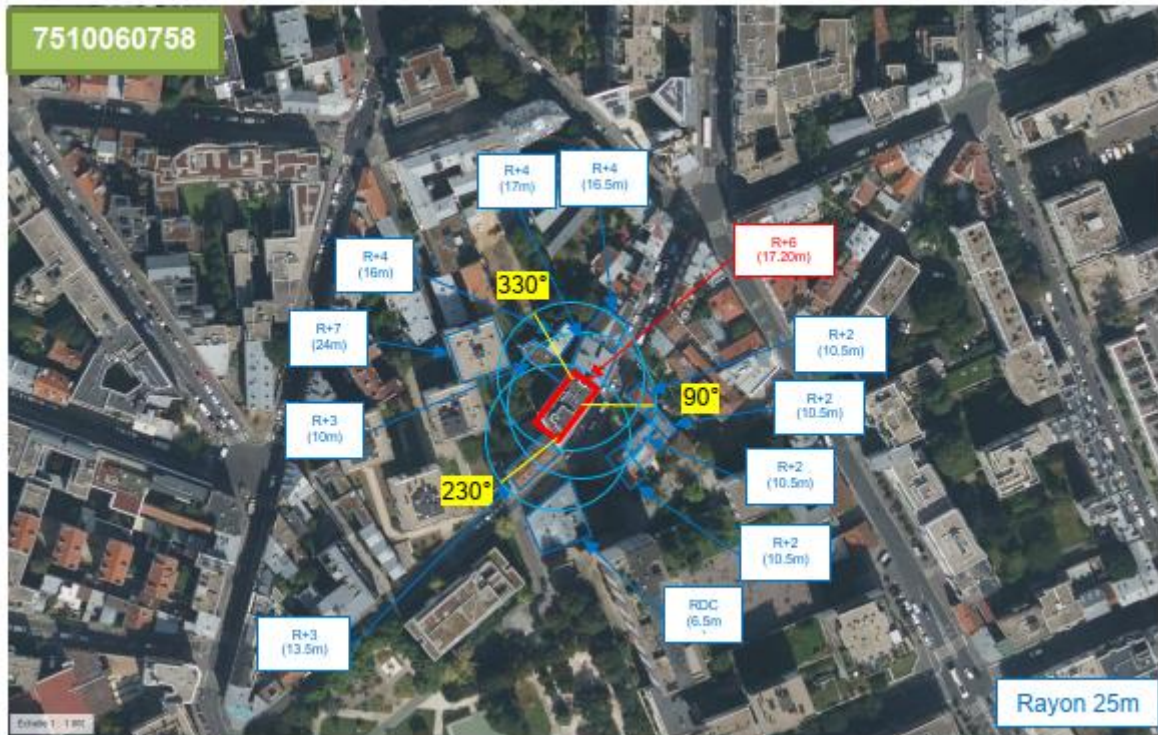 7510060758
R+4
(17m)
R+4
(16.5m)
R+6
(17.20m)
R+4
(16m)
330°
R+7
(24m)
R+2
(10.5m)
90°
R+2
(10.5m)
R+3
(10m)
R+2
(10.5m)
230°
R+2
(10.5m)
RDC
(6.5m
R+3
(13.5m)
Rayon 25m